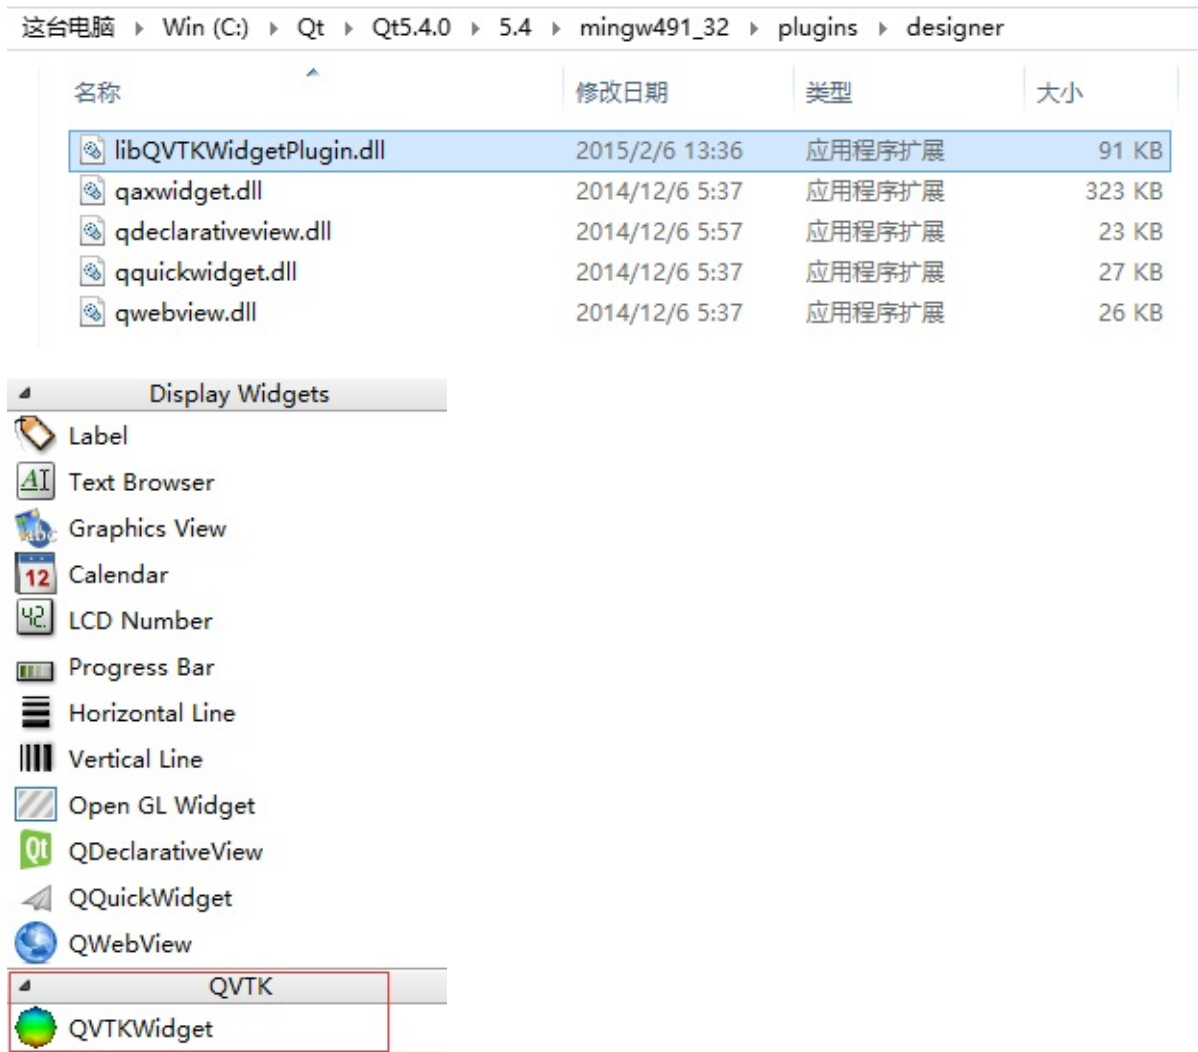 这台电脑 Win (C:) Qt Qt5.4.0 5.4 mingw491_32 plugins designer
名称 修改日期 类型 大小
libQVTKWidgetPlugin.dll 2015/2/6 13:36 应用程序扩展 91 KB
qaxwidget.dll 2014/12/6 5:37 应用程序扩展 323 KB
qdeclarativeview.dll 2014/12/6 5:57 应用程序扩展 23 KB
qquickwidget.dll 2014/12/6 5:37 应用程序扩展 27 KB
qwebview.dll 2014/12/6 5:37 应用程序扩展 26 KB
Display Widgets
Label
AI Text Browser
abc Graphics View
12 Calendar
42 LCD Number
Progress Bar
Horizontal Line
Vertical Line
Open GL Widget
Qt QDeclarativeView
QQuickWidget
QWebView
QVTK
QVTKWidget